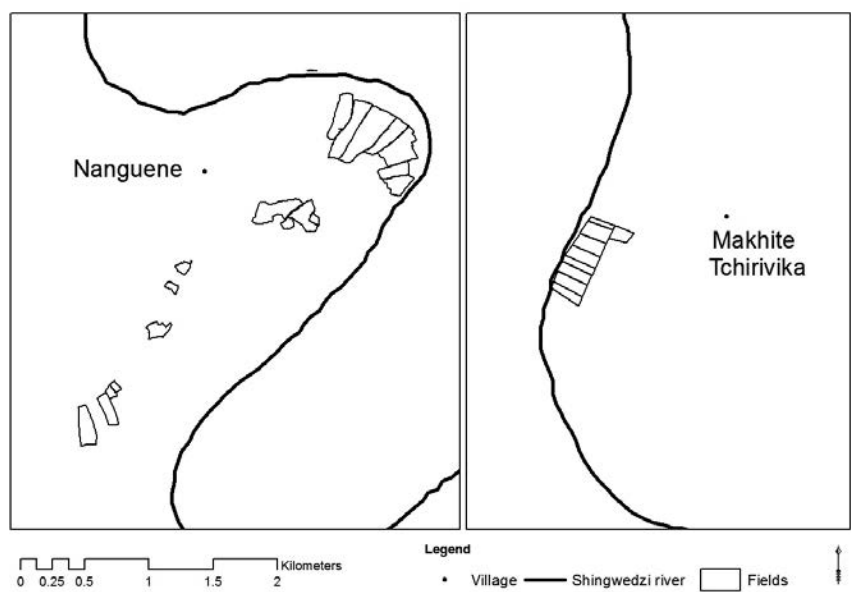 Nanguene
Makhite
Tchirivika
Kilometers
0 0.25 0.5 1 1.5 2
Legend
Village Shingwedzi river Fields